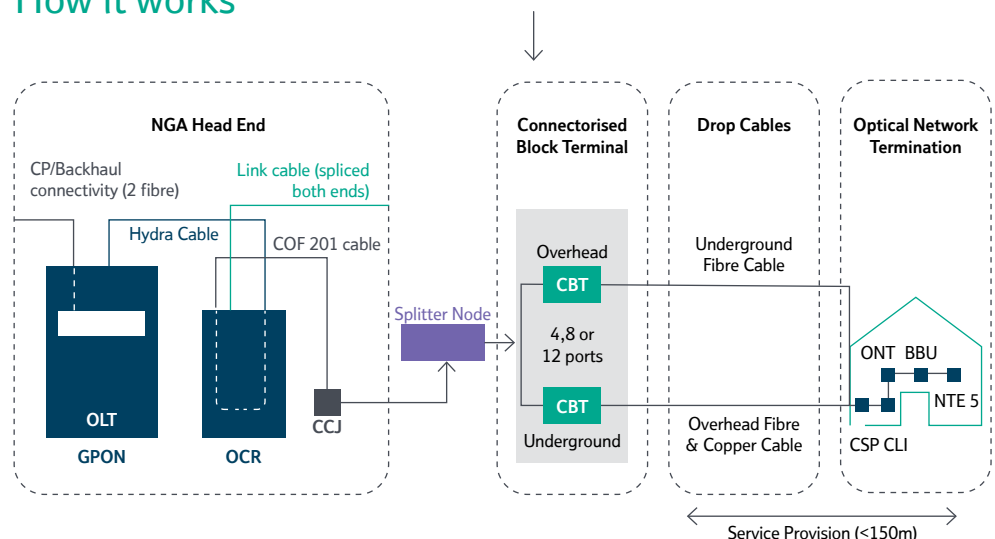 How it works
NGA Head End
CP/Backhaul
connectivity (2 fibre)
Link cable (spliced
both ends)
Hydra Cable
COF 201 cable
OLT
GPON
OCR
CCJ
Splitter Node
Connectorised
Block Terminal
Overhead
CBT
4,8 or
12 ports
CBT
Underground
Drop Cables
Underground
Fibre Cable
Overhead Fibre
& Copper Cable
Optical Network
Termination
ONT BBU
NTE 5
CSP CLI
Service Provision (<150m)